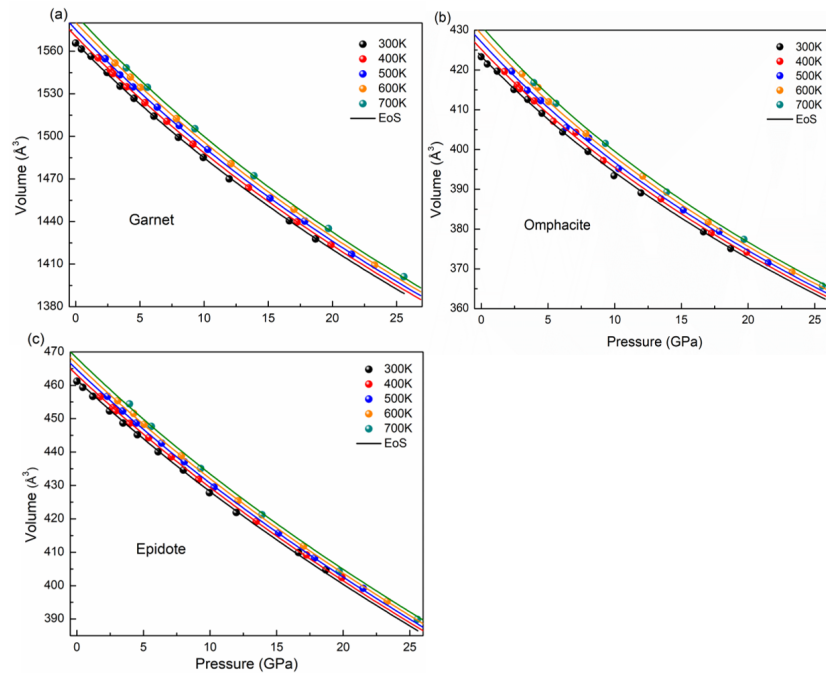 (a)
Volume (Å³)
1560
1530
1500
1470
1440
1410
1380
0 5 10 15 20 25
300K
400K
500K
600K
700K
EoS
Garnet
(b)
Volume (Å³)
430
420
410
400
390
380
370
360
0 5 10 15 20 25
Pressure (GPa)
300K
400K
500K
600K
700K
EoS
Omphacite
(c)
Volume (Å³)
470
460
450
440
430
420
410
400
390
0 5 10 15 20 25
Pressure (GPa)
300K
400K
500K
600K
700K
EoS
Epidote